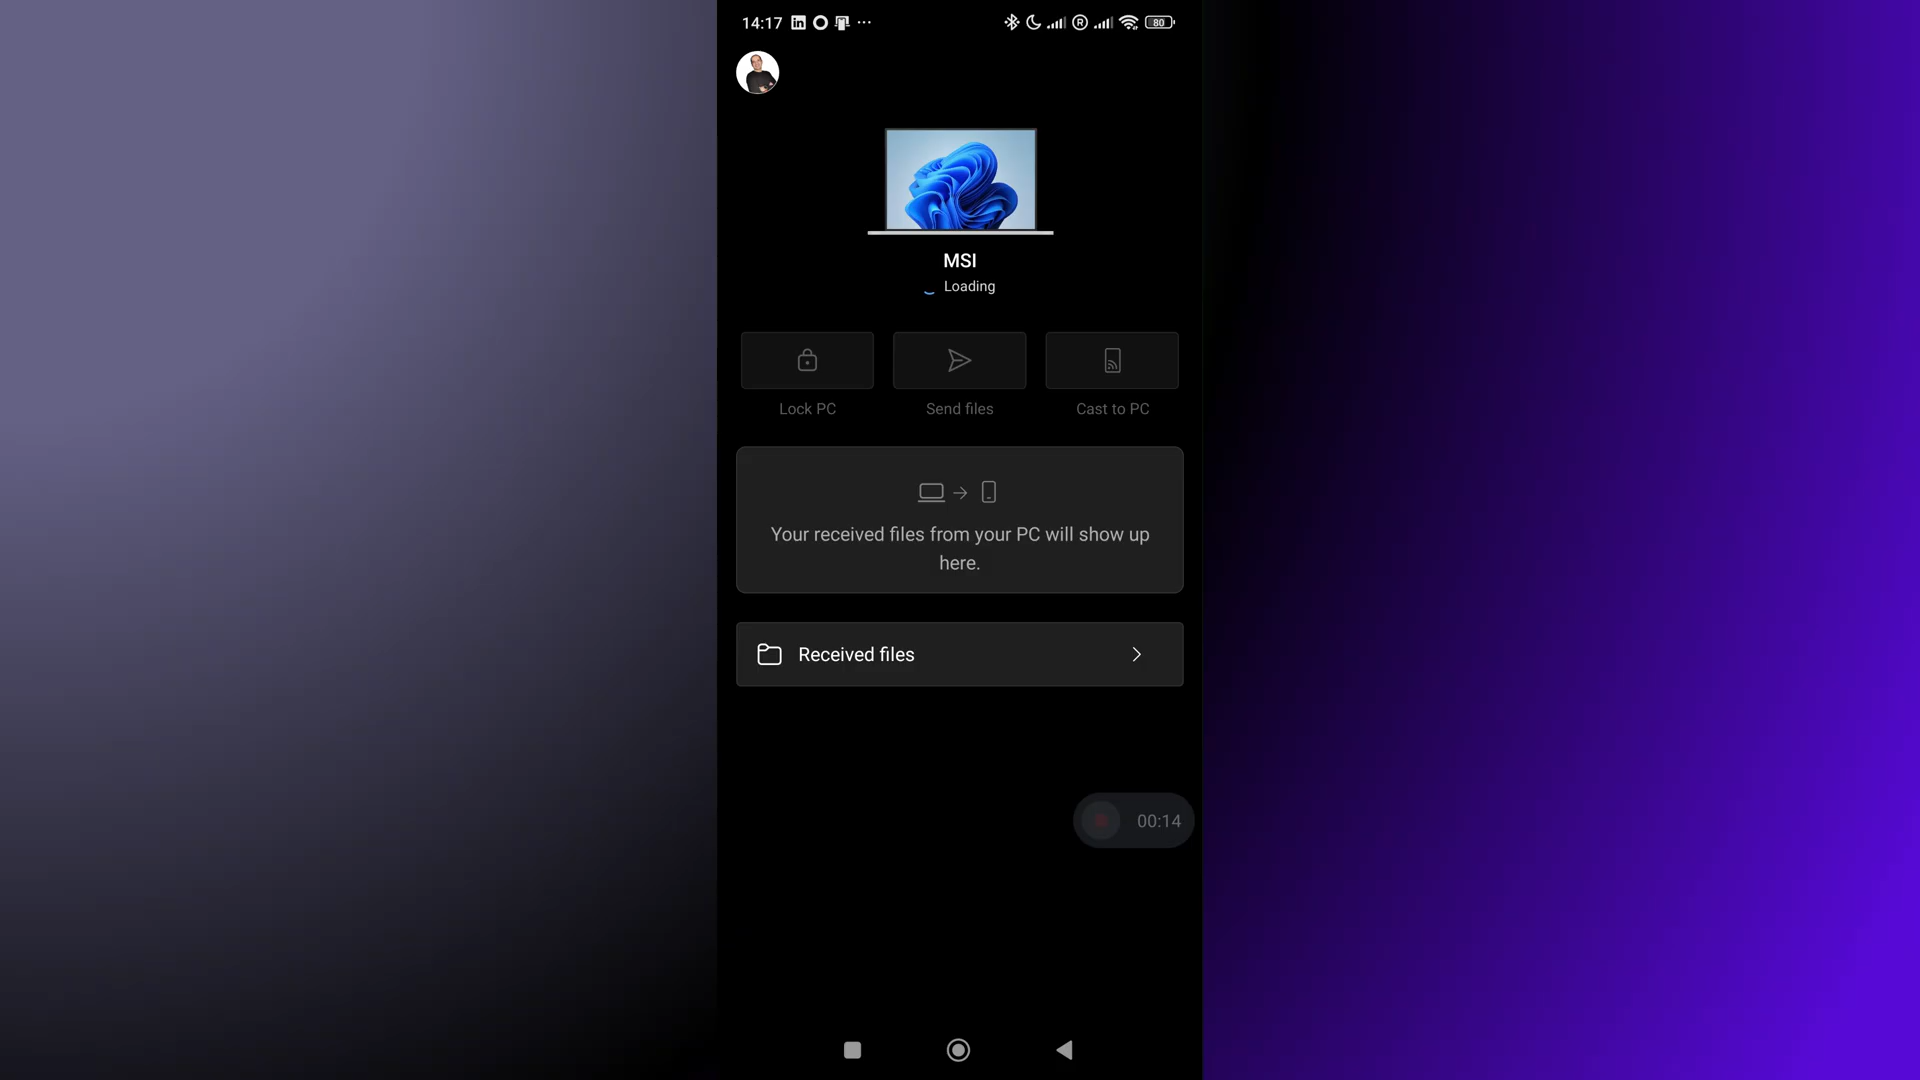 14:17
80
MSI
Loading
Lock PC
Send files
Cast to PC
Your received files from your PC will show up
here.
Received files
00:14